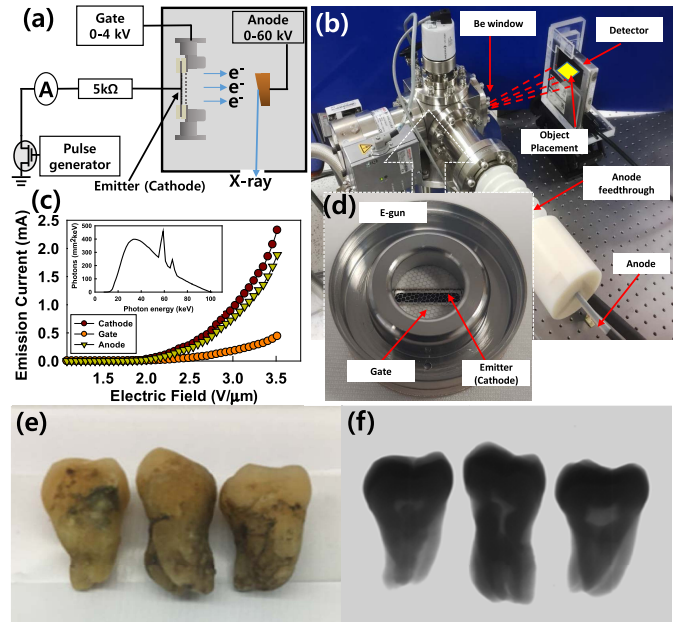 (a)
Gate
0-4 kV
Anode
0-60 kV
A
5kΩ
e-
e-
e-
Pulse
generator
Emitter (Cathode)
X-ray
(b)
Be window
Detector
Object
Placement
Anode
feedthrough
Anode
(c)
Emission Current (mA)
2.5
2.0
1.5
1.0
0.5
0.0
1.5 2.0 2.5 3.0 3.5
Electric Field (V/μm)
Photons (mm²keV)
500
400
300
200
100
0
0 20 40 60 80 100
Photon energy (keV)
Cathode
Gate
Anode
(d)
E-gun
Gate
Emitter
(Cathode)
(e)
(f)